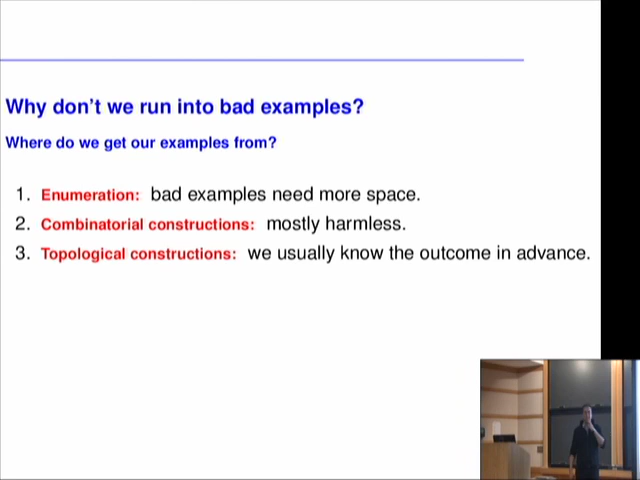 Why don't we run into bad examples?
Where do we get our examples from?
1. Enumeration: bad examples need more space.
2. Combinatorial constructions: mostly harmless.
3. Topological constructions: we usually know the outcome in advance.